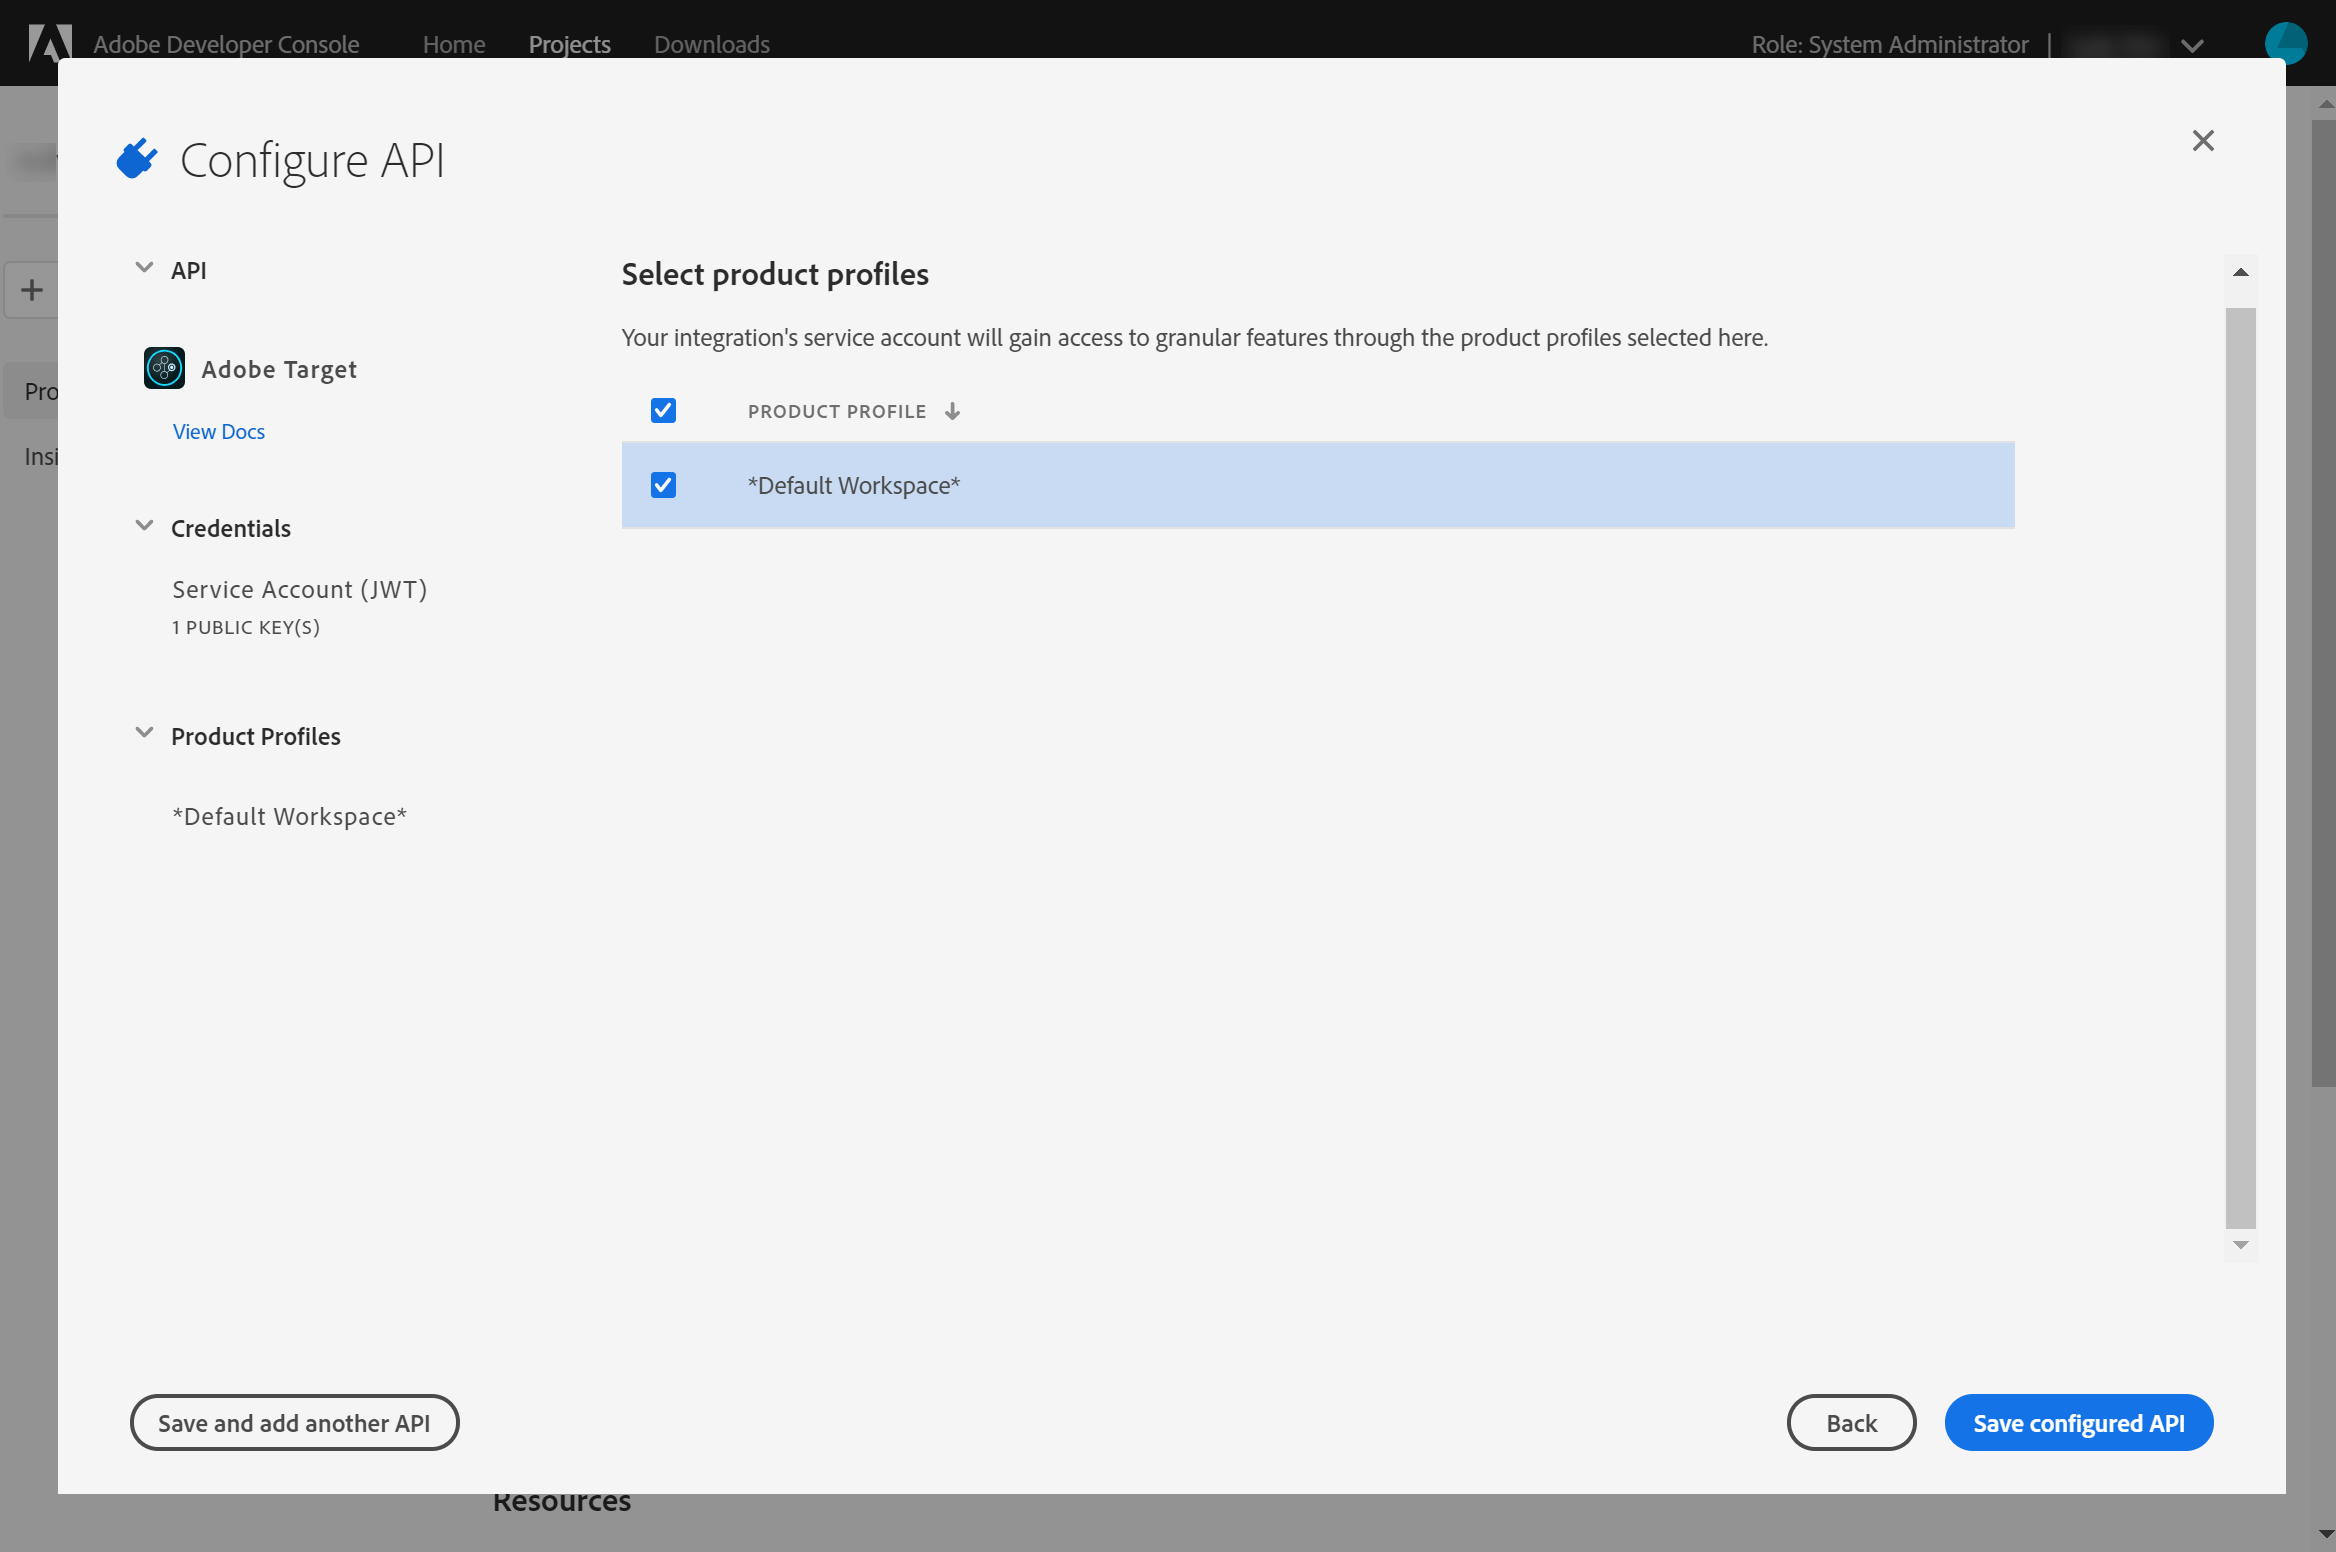 Adobe Developer Console
Home
Projects
Downloads
Role: System Administrator
Configure API
API
Adobe Target
View Docs
Credentials
Service Account (JWT)
1 PUBLIC KEY(S)
Product Profiles
*Default Workspace*
Select product profiles
Your integration's service account will gain access to granular features through the product profiles selected here.
PRODUCT PROFILE
*Default Workspace*
Pro
Insi
Save and add another API
Back
Save configured API
Resources